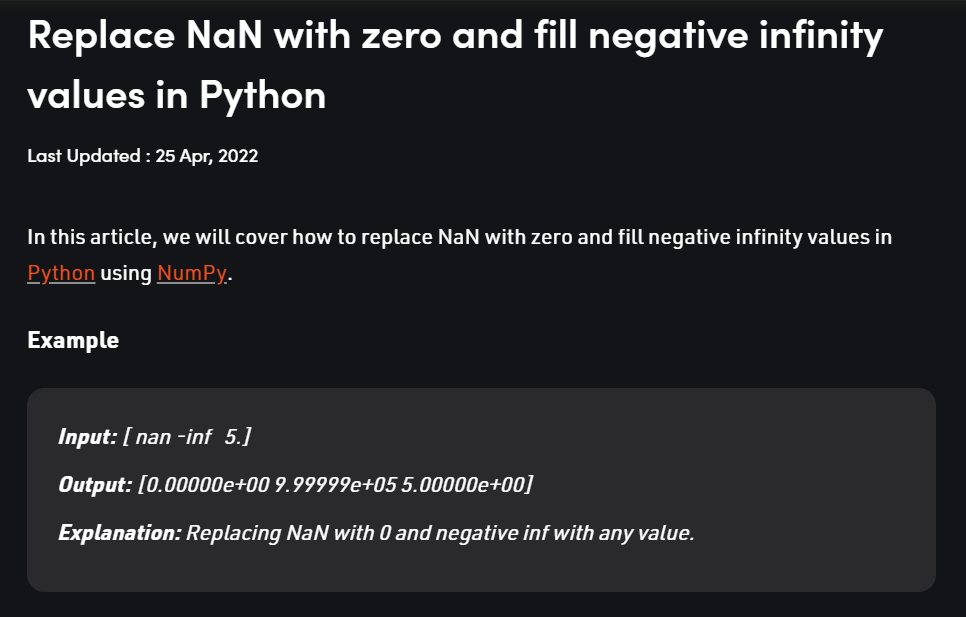 Replace NaN with zero and fill negative infinity
values in Python
Last Updated : 25 Apr, 2022
In this article, we will cover how to replace NaN with zero and fill negative infinity values in
Python using NumPy.
Example
Input: [ nan -inf  5.]
Output: [0.00000e+00 9.99999e+05 5.00000e+00]
Explanation: Replacing NaN with 0 and negative inf with any value.